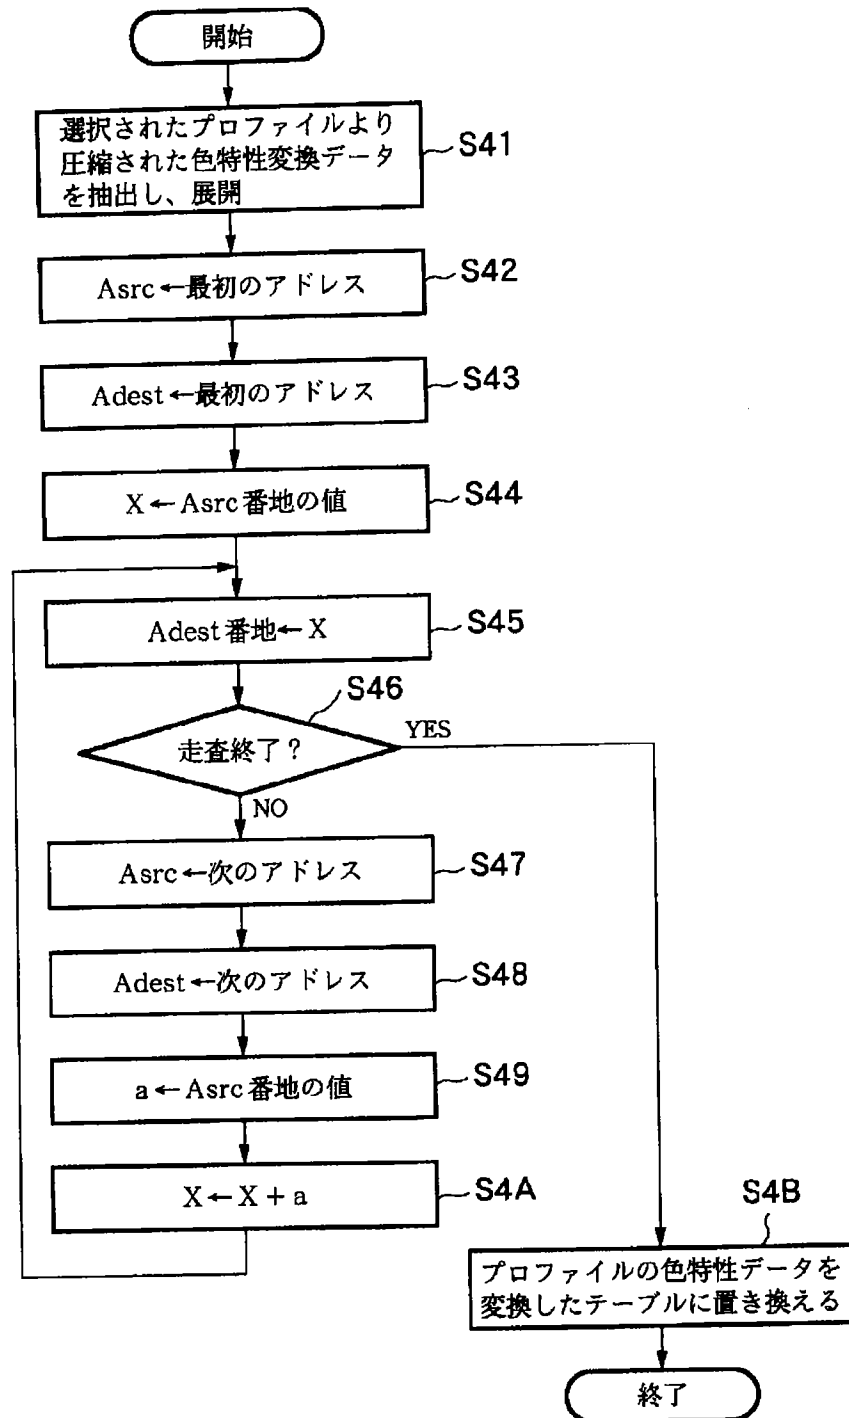 開始
選択されたプロファイルより
圧縮された色特性変換データ
を抽出し、展開
S41
Asrc←最初のアドレス
S42
Adest←最初のアドレス
S43
X←Asrc番地の値
S44
Adest番地←X
S45
走査終了?
S46
YES
NO
Asrc←次のアドレス
S47
Adest←次のアドレス
S48
a←Asrc番地の値
S49
X←X+a
S4A
S4B
プロファイルの色特性データを
変換したテーブルに置き換える
終了